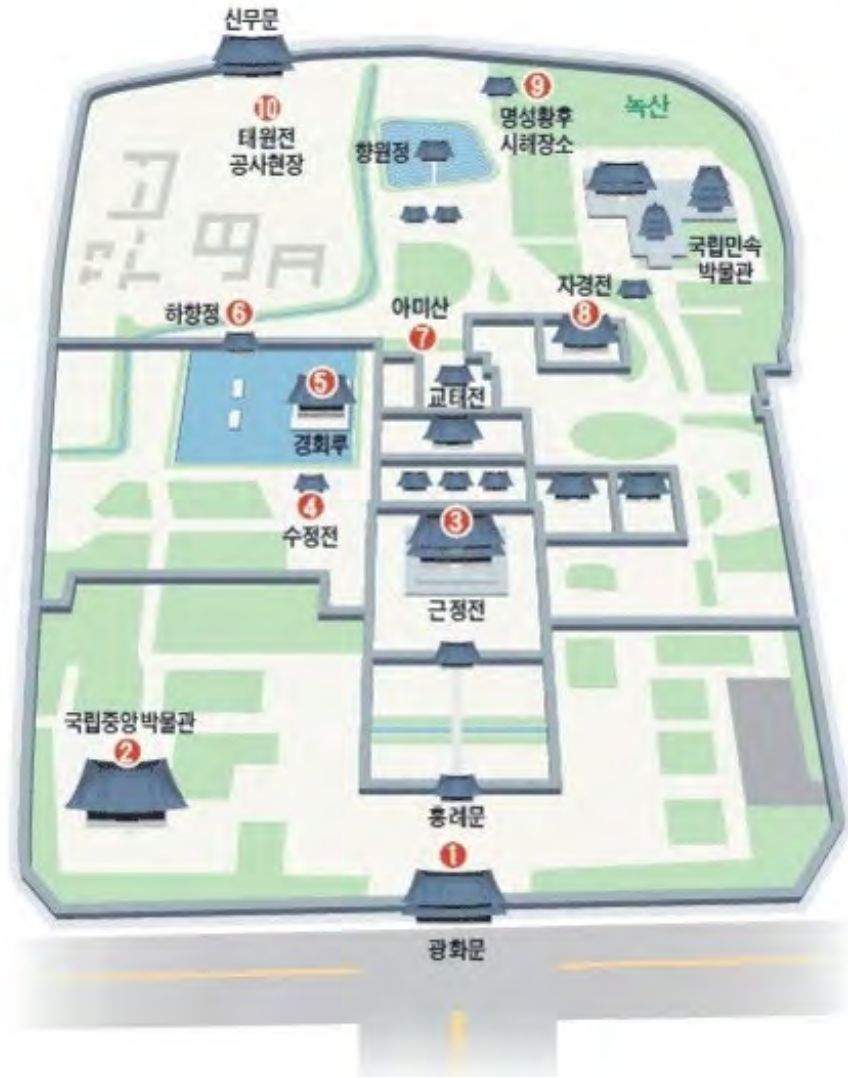 신무문
⑨
⑩
명성황후
시해장소
녹산
태원전
공사현장
향원정
국립민속
박물관
자경전
⑧
하향정
⑥
아미산
⑦
⑤
교태전
경회루
④
수정전
③
근정전
국립중앙박물관
②
흥례문
①
광화문